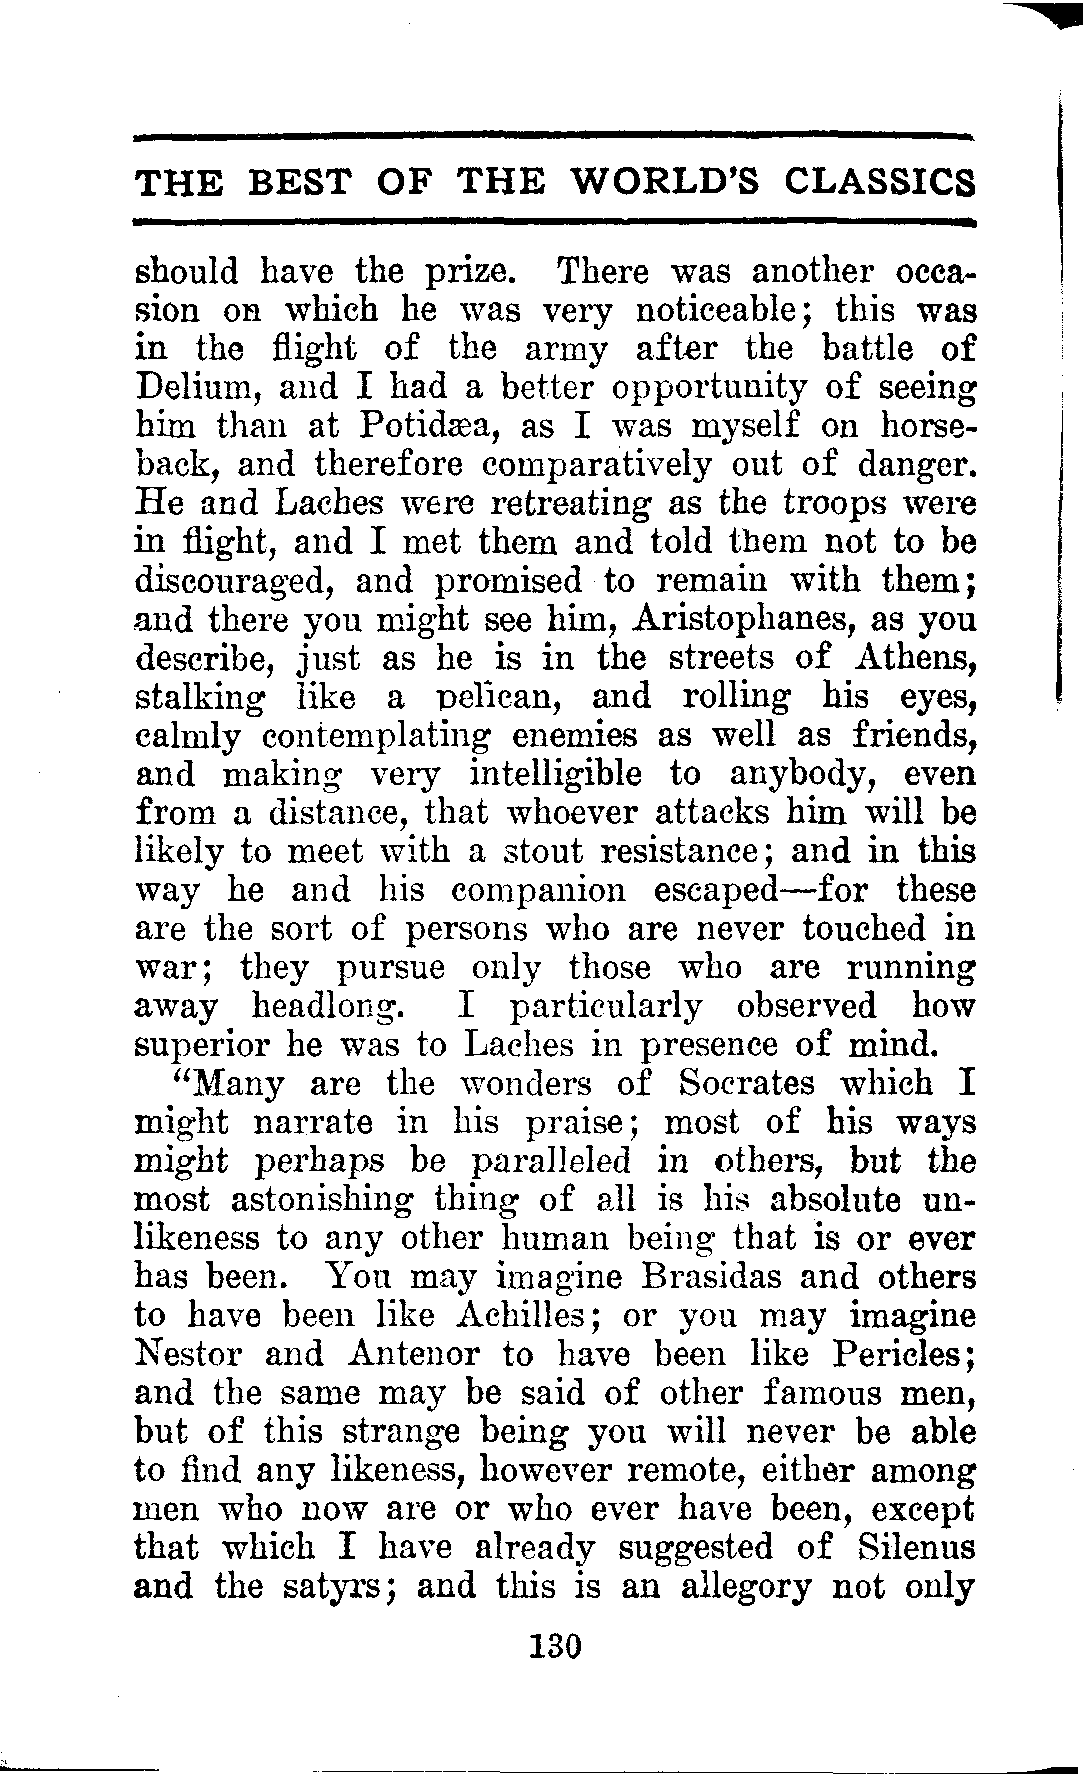 THE BEST OF THE WORLD'S CLASSICS
should have the prize. There was another occa-
sion on which he was very noticeable; this was
in the flight of the army after the battle of
Delium, and I had a better opportunity of seeing
him than at Potidæa, as I was myself on horse-
back, and therefore comparatively out of danger.
He and Laches were retreating as the troops were
in flight, and I met them and told them not to be
discouraged, and promised to remain with them;
and there you might see him, Aristophanes, as you
describe, just as he is in the streets of Athens,
stalking like a pelican, and rolling his eyes,
calmly contemplating enemies as well as friends,
and making very intelligible to anybody, even
from a distance, that whoever attacks him will be
likely to meet with a stout resistance; and in this
way he and his companion escaped—for these
are the sort of persons who are never touched in
war; they pursue only those who are running
away headlong. I particularly observed how
superior he was to Laches in presence of mind.
"Many are the wonders of Socrates which I
might narrate in his praise; most of his ways
might perhaps be paralleled in others, but the
most astonishing thing of all is his absolute un-
likeness to any other human being that is or ever
has been. You may imagine Brasidas and others
to have been like Achilles; or you may imagine
Nestor and Antenor to have been like Pericles;
and the same may be said of other famous men,
but of this strange being you will never be able
to find any likeness, however remote, either among
men who now are or who ever have been, except
that which I have already suggested of Silenus
and the satyrs; and this is an allegory not only
130